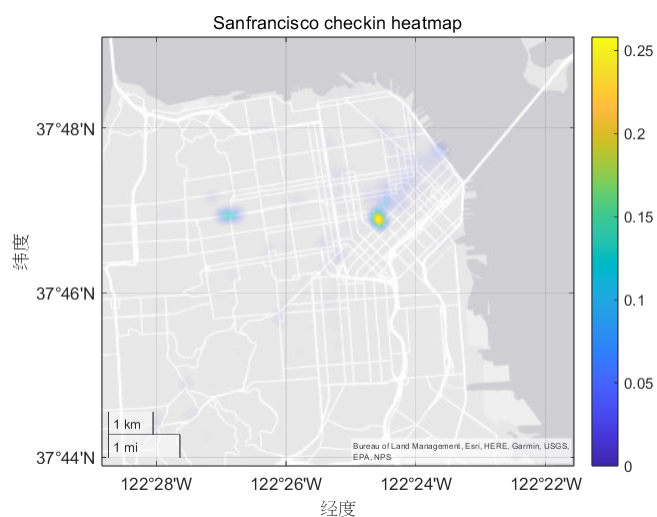 Sanfrancisco checkin heatmap
0.25
37°48'N
0.2
0.15
纬度
37°46'N
0.1
0.05
1 km
1 mi
Bureau of Land Management, Esri, HERE, Garmin, USGS,
EPA, NPS
37°44'N
0
122°28'W 122°26'W 122°24'W 122°22'W
经度